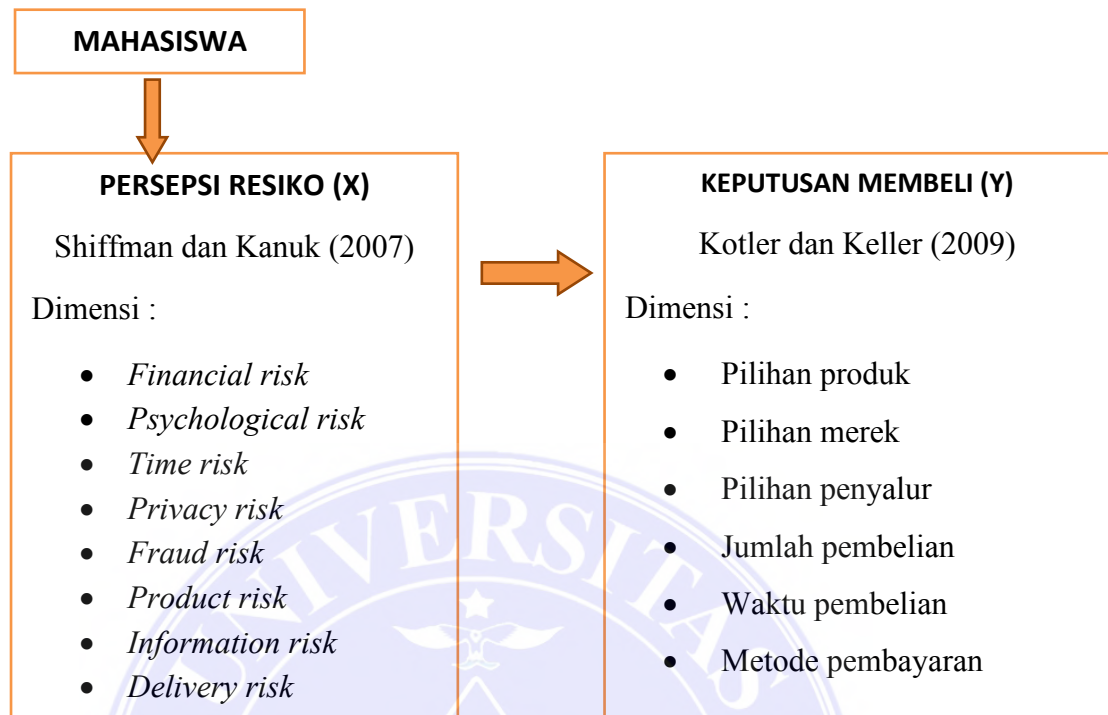 MAHASISWA
PERSEPSI RESIKO (X)
Shiffman dan Kanuk (2007)
Dimensi :
• Financial risk
• Psychological risk
• Time risk
• Privacy risk
• Fraud risk
• Product risk
• Information risk
• Delivery risk
KEPUTUSAN MEMBELI (Y)
Kotler dan Keller (2009)
Dimensi :
• Pilihan produk
• Pilihan merek
• Pilihan penyalur
• Jumlah pembelian
• Waktu pembelian
• Metode pembayaran
UNIVERSITAS